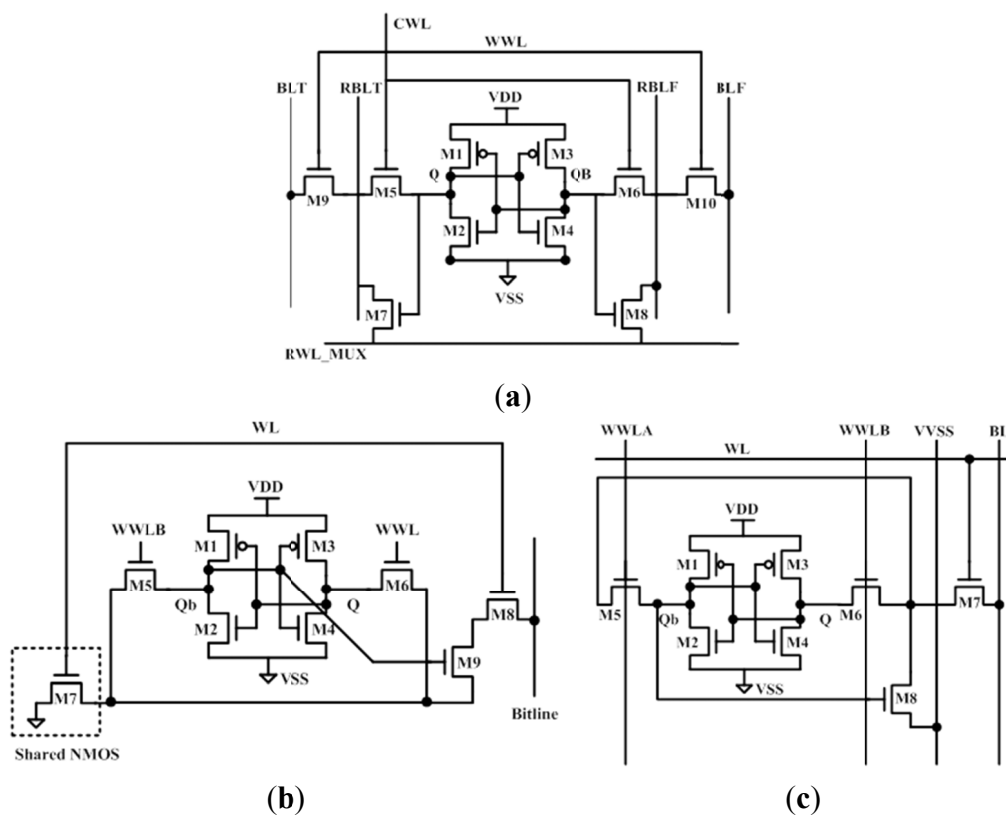 CWL
WWL
BLT RBLT RBLF BLF
VDD
M1 M3
Q QB
M9 M5 M6 M10
M2 M4
VSS
M7 M8
RWL_MUX
(a)
WL
VDD
WWLB WWL
M1 M3
M5 M6
Qb Q
M8
M2 M4
M9
VSS
M7
Bitline
Shared NMOS
(b)
WWLA WWLB VVSS
WL
VDD
M1 M3
M5 M6 M7
Qb Q
M2 M4
VSS
M8
(c)